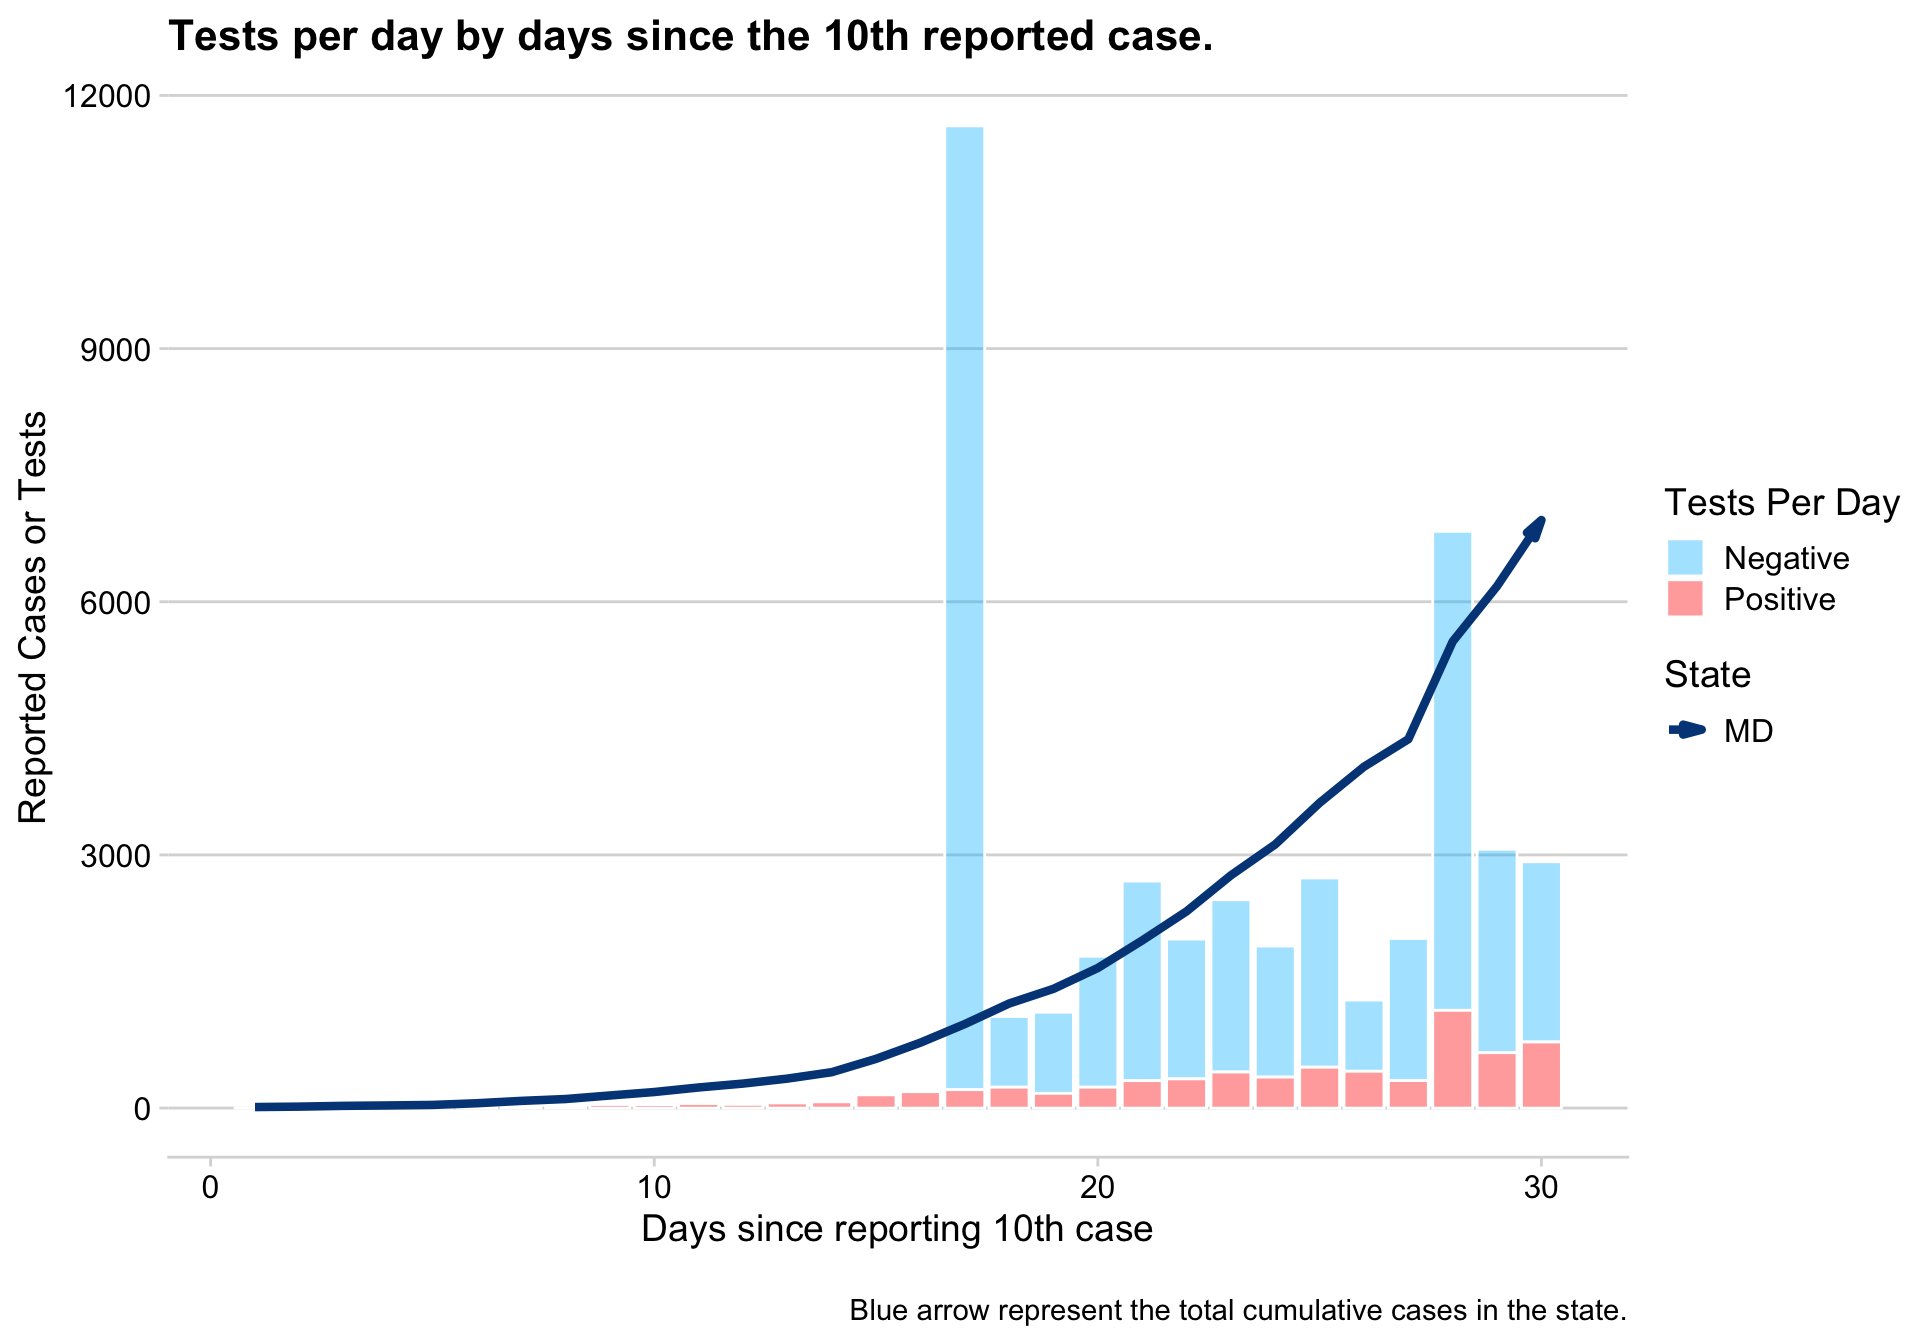 Tests per day by days since the 10th reported case.
12000
9000
6000
3000
0
Reported Cases or Tests
0 10 20 30
Days since reporting 10th case
Tests Per Day
Negative
Positive
State
MD
Blue arrow represent the total cumulative cases in the state.